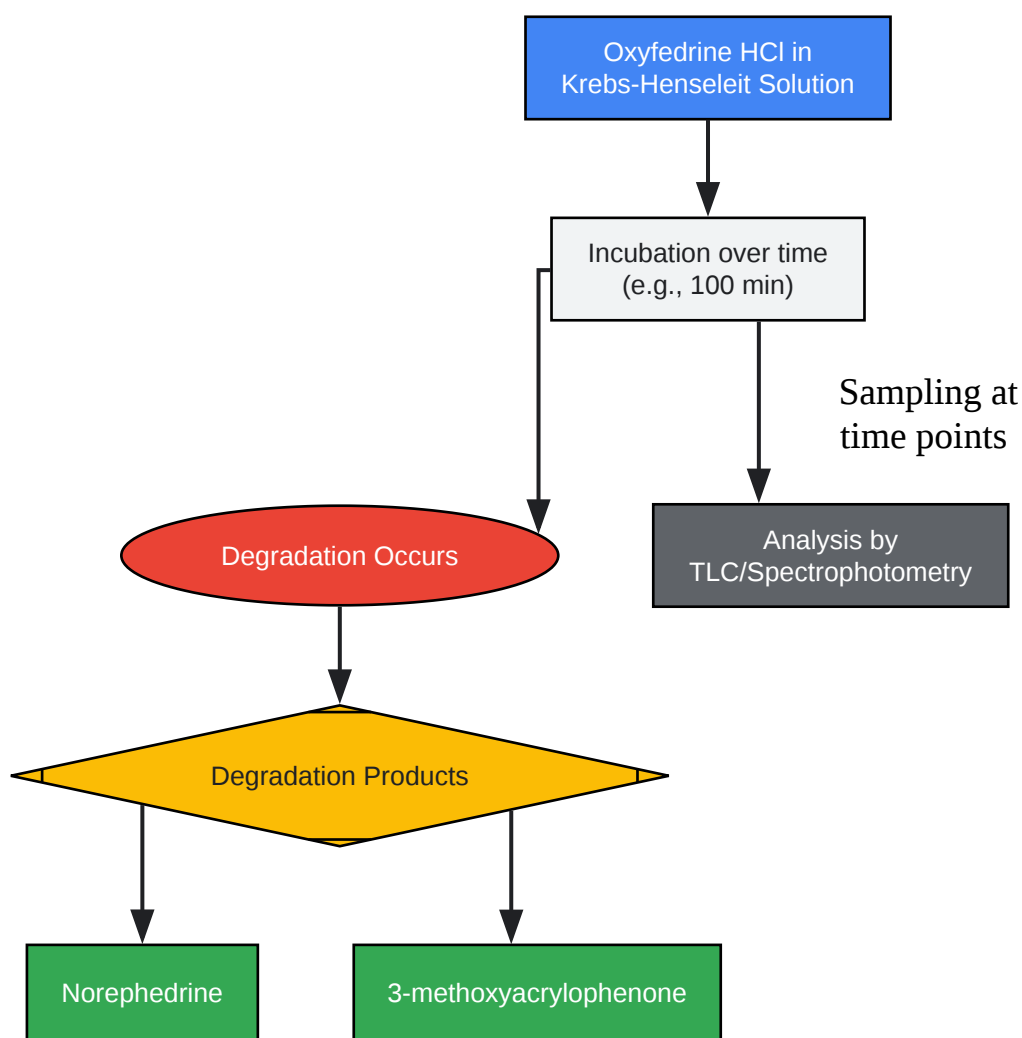 Oxyfedrine HCl in
Krebs-Henseleit Solution
Incubation over time
(e.g., 100 min)
Sampling at
time points
Degradation Occurs
Analysis by
TLC/Spectrophotometry
Degradation Products
Norephedrine
3-methoxyacrylophenone